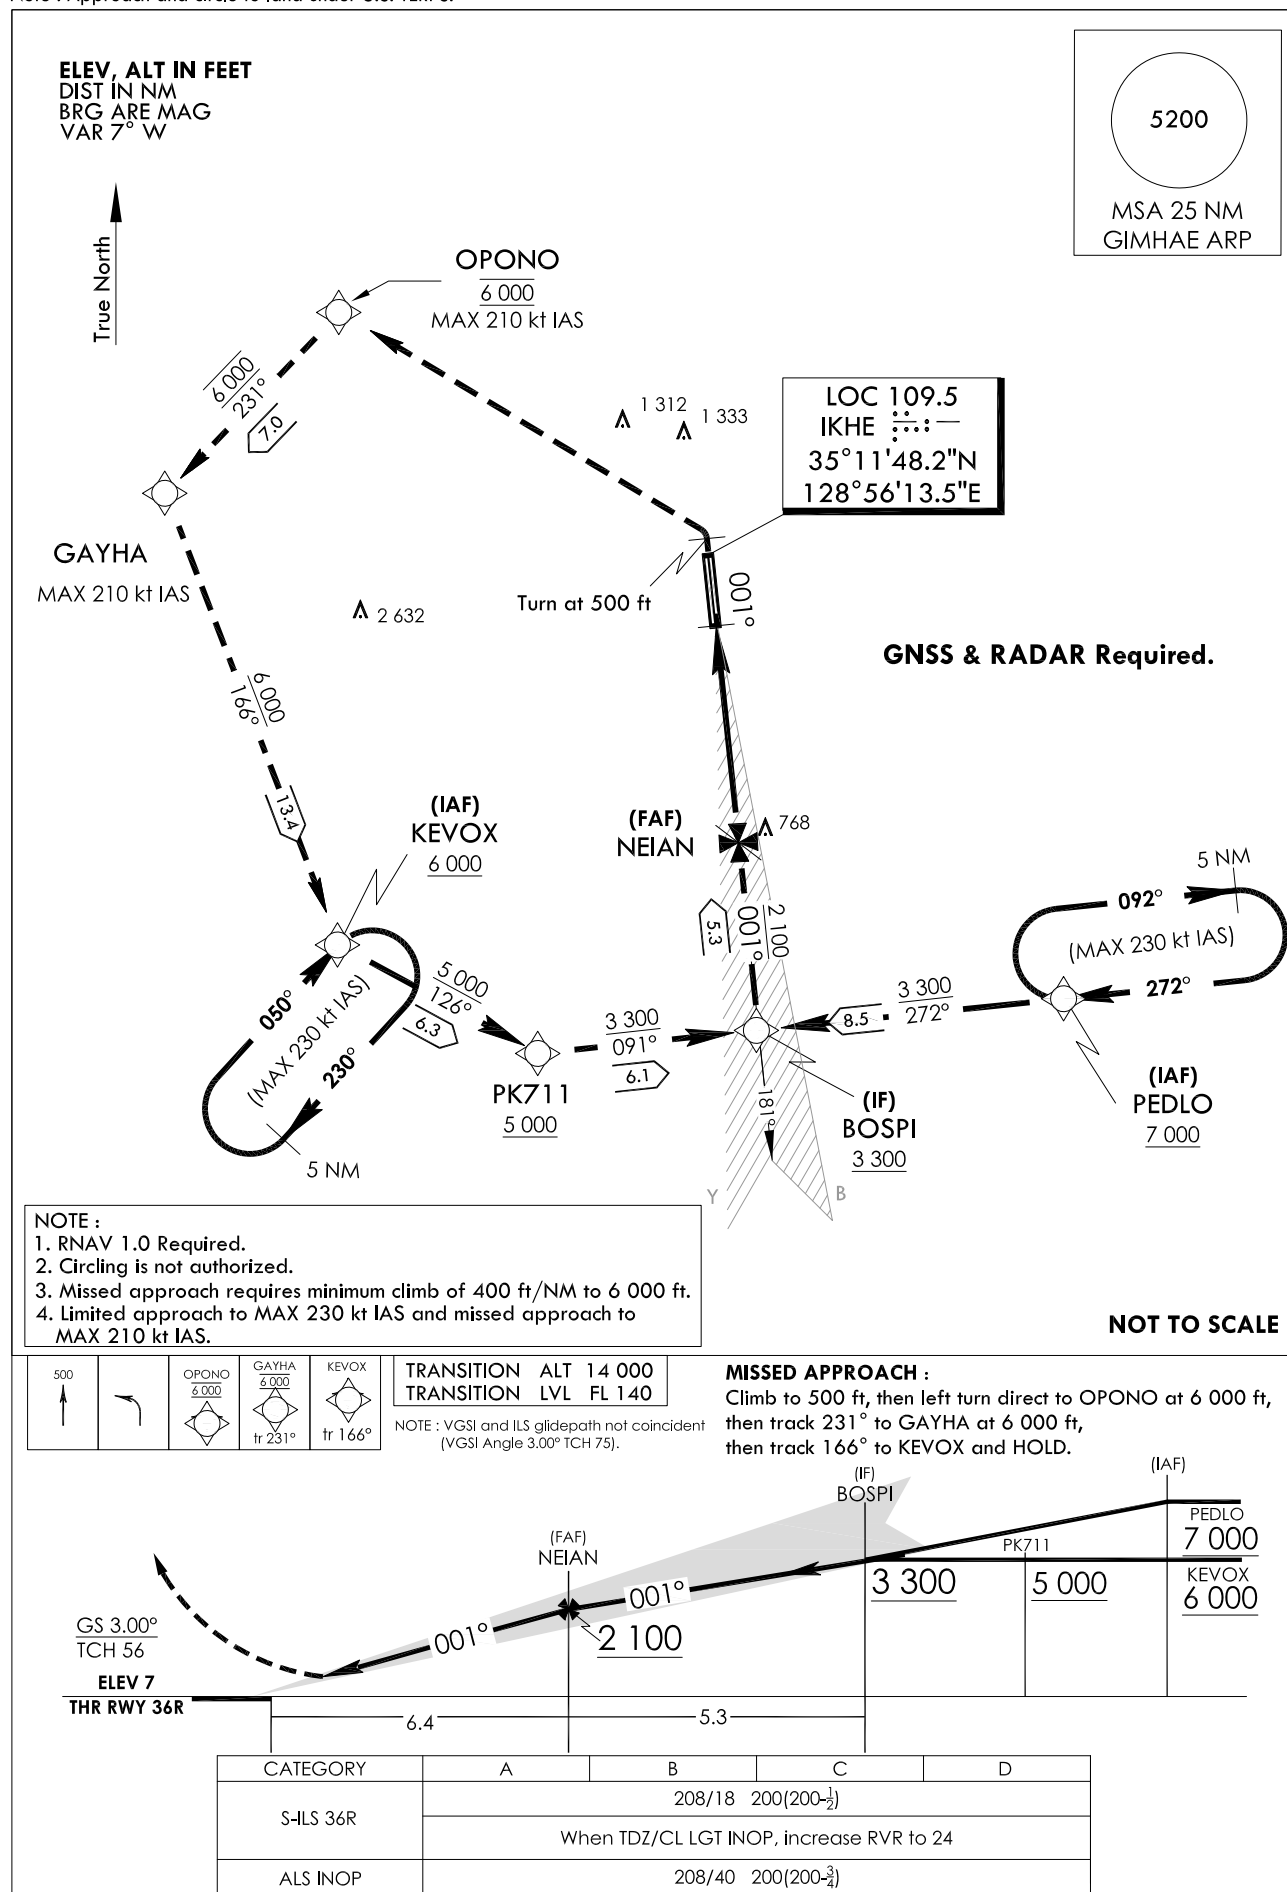 ELEV, ALT IN FEET
DIST IN NM
BRG ARE MAG
VAR 7° W
5200
MSA 25 NM
GIMHAE ARP
True North
OPONO
6 000
MAX 210 kt IAS
6 000
231°
7.0
1 312
1 333
LOC 109.5
IKHE
35°11'48.2"N
128°56'13.5"E
GAYHA
MAX 210 kt IAS
2 632
Turn at 500 ft
001°
GNSS & RADAR Required.
6 000
166°
13.4
(IAF)
KEVOX
6 000
(FAF)
NEIAN
768
5 NM
092°
(MAX 230 kt IAS)
272°
5.3
001°
2 100
050°
(MAX 230 kt IAS)
230°
5 NM
5 000
126°
6.3
3 300
091°
6.1
3 300
272°
8.5
PK711
5 000
181°
(IF)
BOSPI
3 300
(IAF)
PEDLO
7 000
Y
B
NOTE :
1. RNAV 1.0 Required.
2. Circling is not authorized.
3. Missed approach requires minimum climb of 400 ft/NM to 6 000 ft.
4. Limited approach to MAX 230 kt IAS and missed approach to
MAX 210 kt IAS.
NOT TO SCALE
500
OPONO
6 000
GAYHA
6 000
tr 231°
KEVOX
tr 166°
TRANSITION ALT 14 000
TRANSITION LVL FL 140
NOTE : VGSI and ILS glidepath not coincident
(VGSI Angle 3.00° TCH 75).
MISSED APPROACH :
Climb to 500 ft, then left turn direct to OPONO at 6 000 ft,
then track 231° to GAYHA at 6 000 ft,
then track 166° to KEVOX and HOLD.
(IF)
BOSPI
(IAF)
PEDLO
7 000
PK711
KEVOX
6 000
3 300
5 000
(FAF)
NEIAN
001°
001°
2 100
GS 3.00°
TCH 56
ELEV 7
THR RWY 36R
6.4
5.3
CATEGORY A B C D
S-ILS 36R
208/18 200(200-½)
When TDZ/CL LGT INOP, increase RVR to 24
ALS INOP 208/40 200(200-¾)